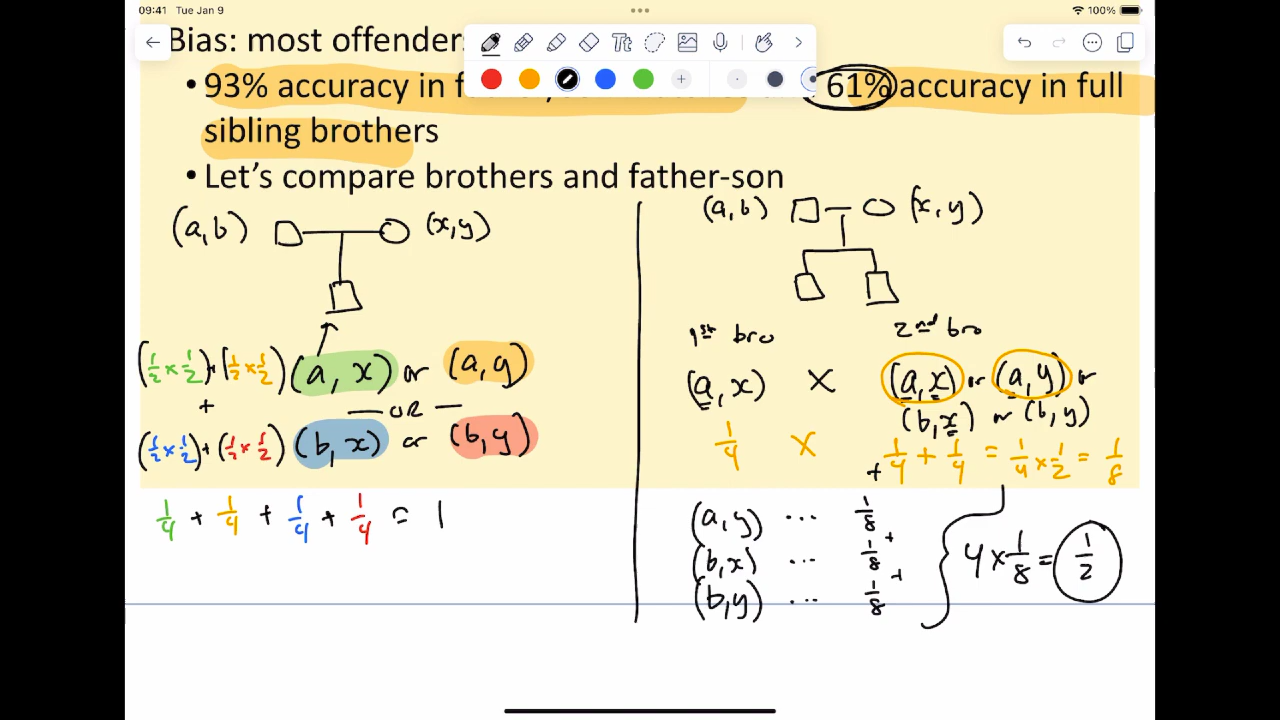 09:41 Tue Jan 9
100%
Bias: most offender
Tt
• 93% accuracy in 61% accuracy in full
sibling brothers
• Let's compare brothers and father-son
(a,b) (x,y)
(1/2 x 1/2) + (1/2 x 1/2) (a, x) or (a, y)
+ — OR —
(1/2 x 1/2) + (1/2 x 1/2) (b, x) or (b, y)
1/4 + 1/4 + 1/4 + 1/4 = 1
(a,b) (x,y)
1st bro 2nd bro
(a,x) X (a,x) or (a,y) or
(b,x) or (b,y)
1/4 X 1/4 + 1/4 = 1/4 x 1/2 = 1/8
+
(a,y) ... 1/8
+
(b,x) ... 1/8 4 x 1/8 = 1/2
+
(b,y) ... 1/8